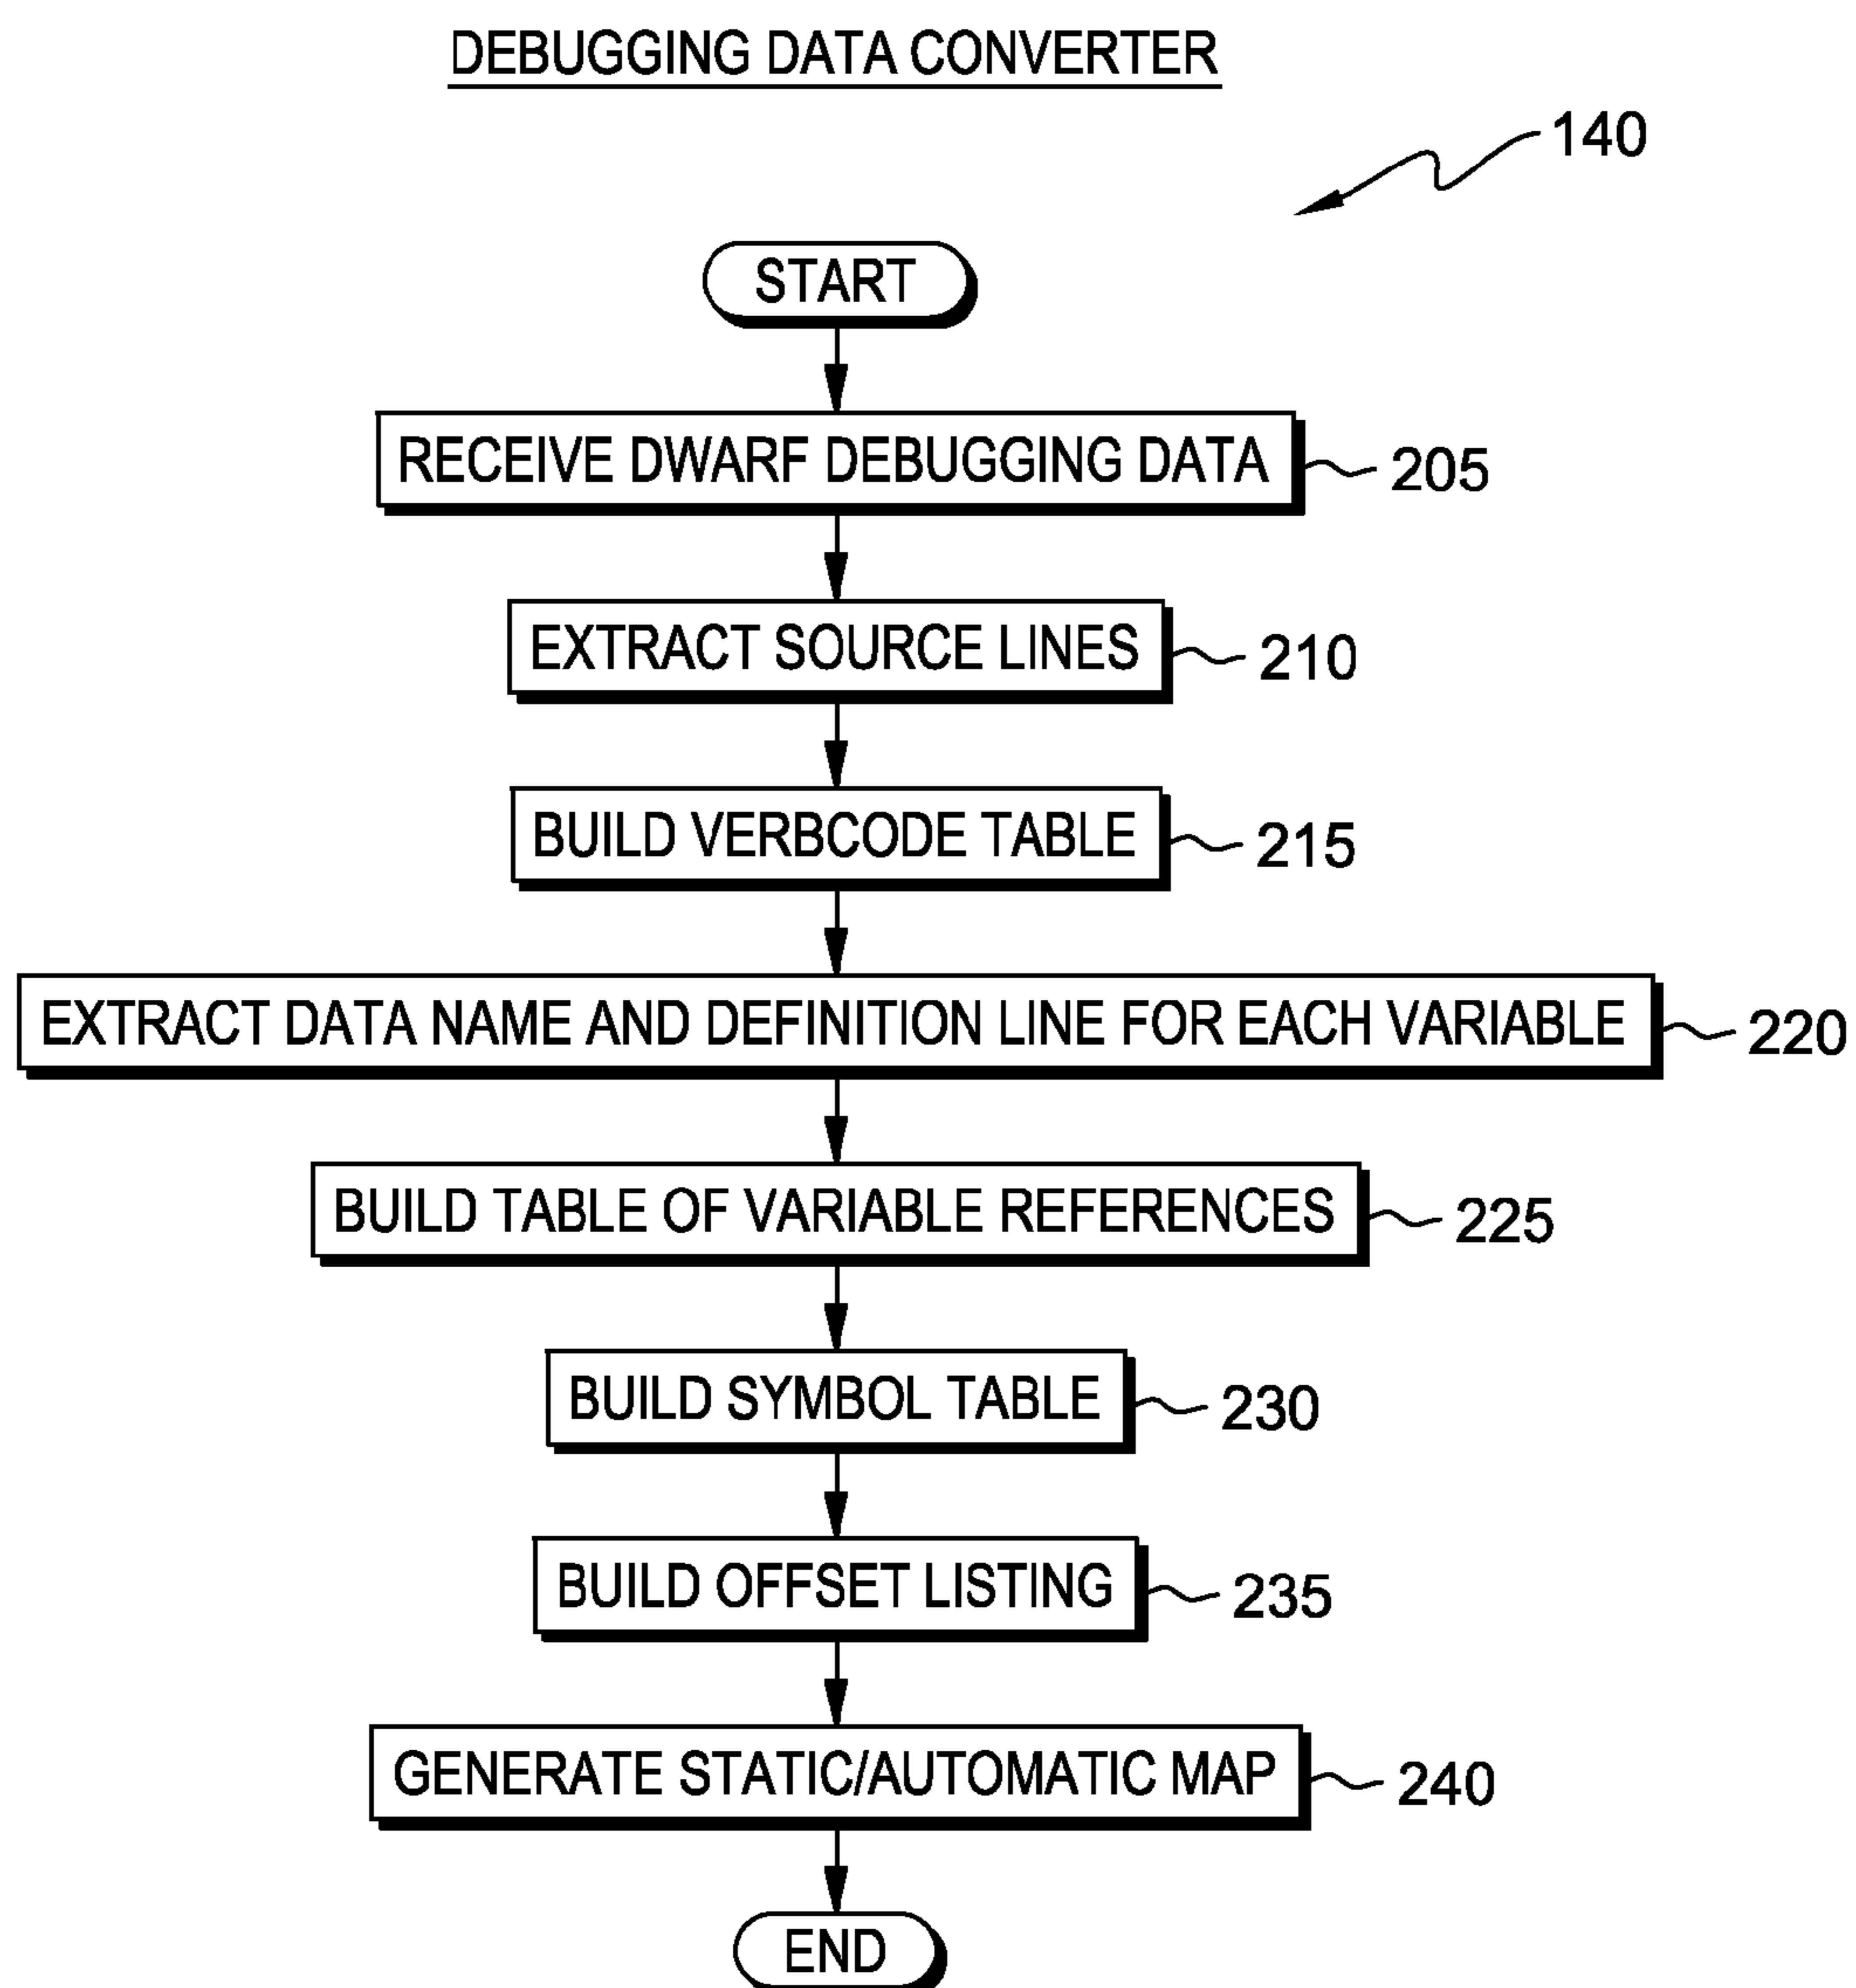 DEBUGGING DATA CONVERTER
140
START
RECEIVE DWARF DEBUGGING DATA
205
EXTRACT SOURCE LINES
210
BUILD VERBCODE TABLE
215
EXTRACT DATA NAME AND DEFINITION LINE FOR EACH VARIABLE
220
BUILD TABLE OF VARIABLE REFERENCES
225
BUILD SYMBOL TABLE
230
BUILD OFFSET LISTING
235
GENERATE STATIC/AUTOMATIC MAP
240
END